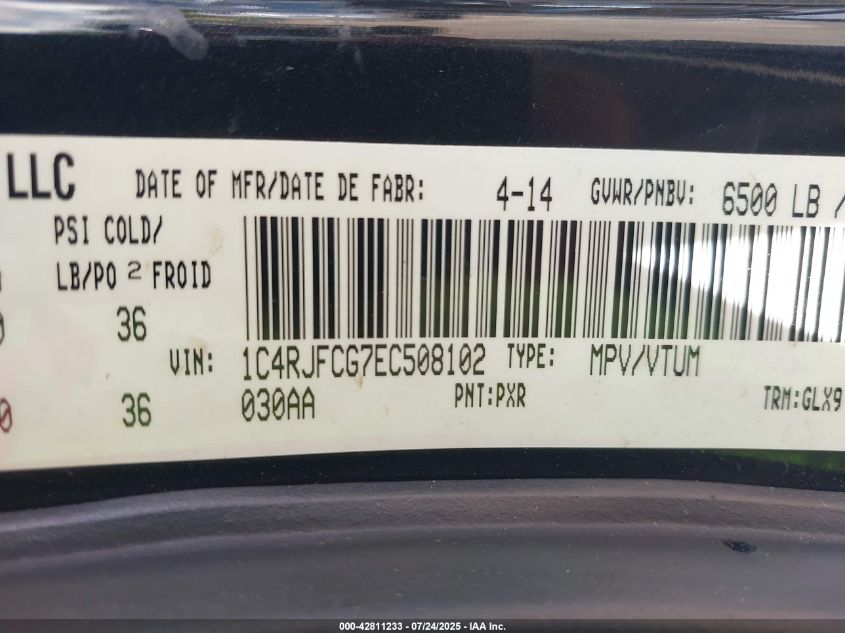 LLC DATE OF MFR/DATE DE FABR: 4-14 GVWR/PNBV: 6500 LB /
PSI COLD/
LB/PO 2 FROID
0 36
VIN: 1C4RJFCG7EC508102 TYPE: MPV/VTUM
0 36 030AA PNT:PXR TRM:GLX9
000-42811233 - 07/24/2025 - IAA Inc.